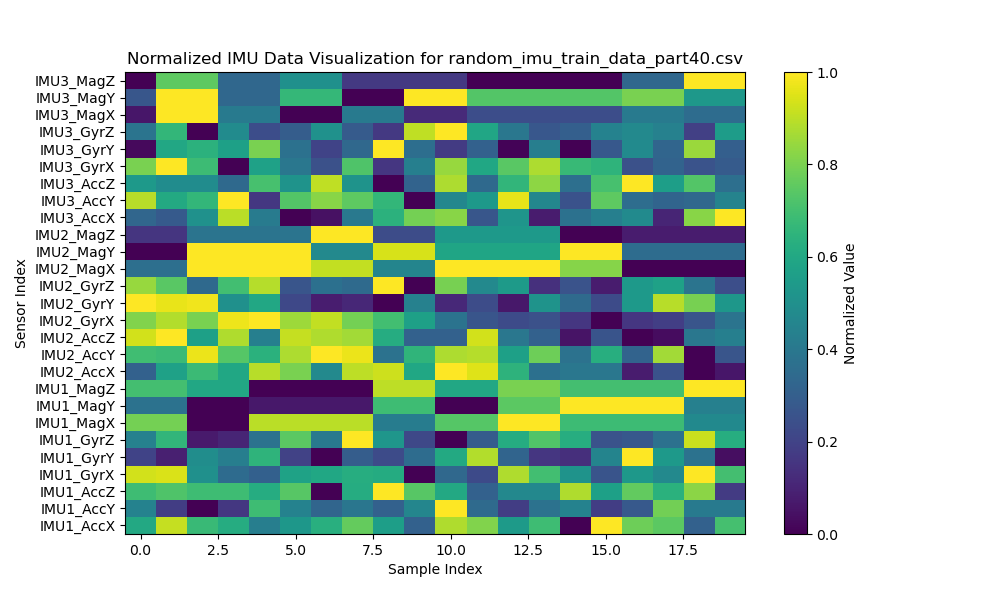 Normalized IMU Data Visualization for random_imu_train_data_part40.csv
IMU3_MagZ
IMU3_MagY
IMU3_MagX
IMU3_GyrZ
IMU3_GyrY
IMU3_GyrX
IMU3_AccZ
IMU3_AccY
IMU3_AccX
IMU2_MagZ
IMU2_MagY
IMU2_MagX
IMU2_GyrZ
IMU2_GyrY
IMU2_GyrX
IMU2_AccZ
IMU2_AccY
IMU2_AccX
IMU1_MagZ
IMU1_MagY
IMU1_MagX
IMU1_GyrZ
IMU1_GyrY
IMU1_GyrX
IMU1_AccZ
IMU1_AccY
IMU1_AccX
Sensor Index
0.0 2.5 5.0 7.5 10.0 12.5 15.0 17.5
Sample Index
1.0
0.8
0.6
0.4
0.2
0.0
Normalized Value